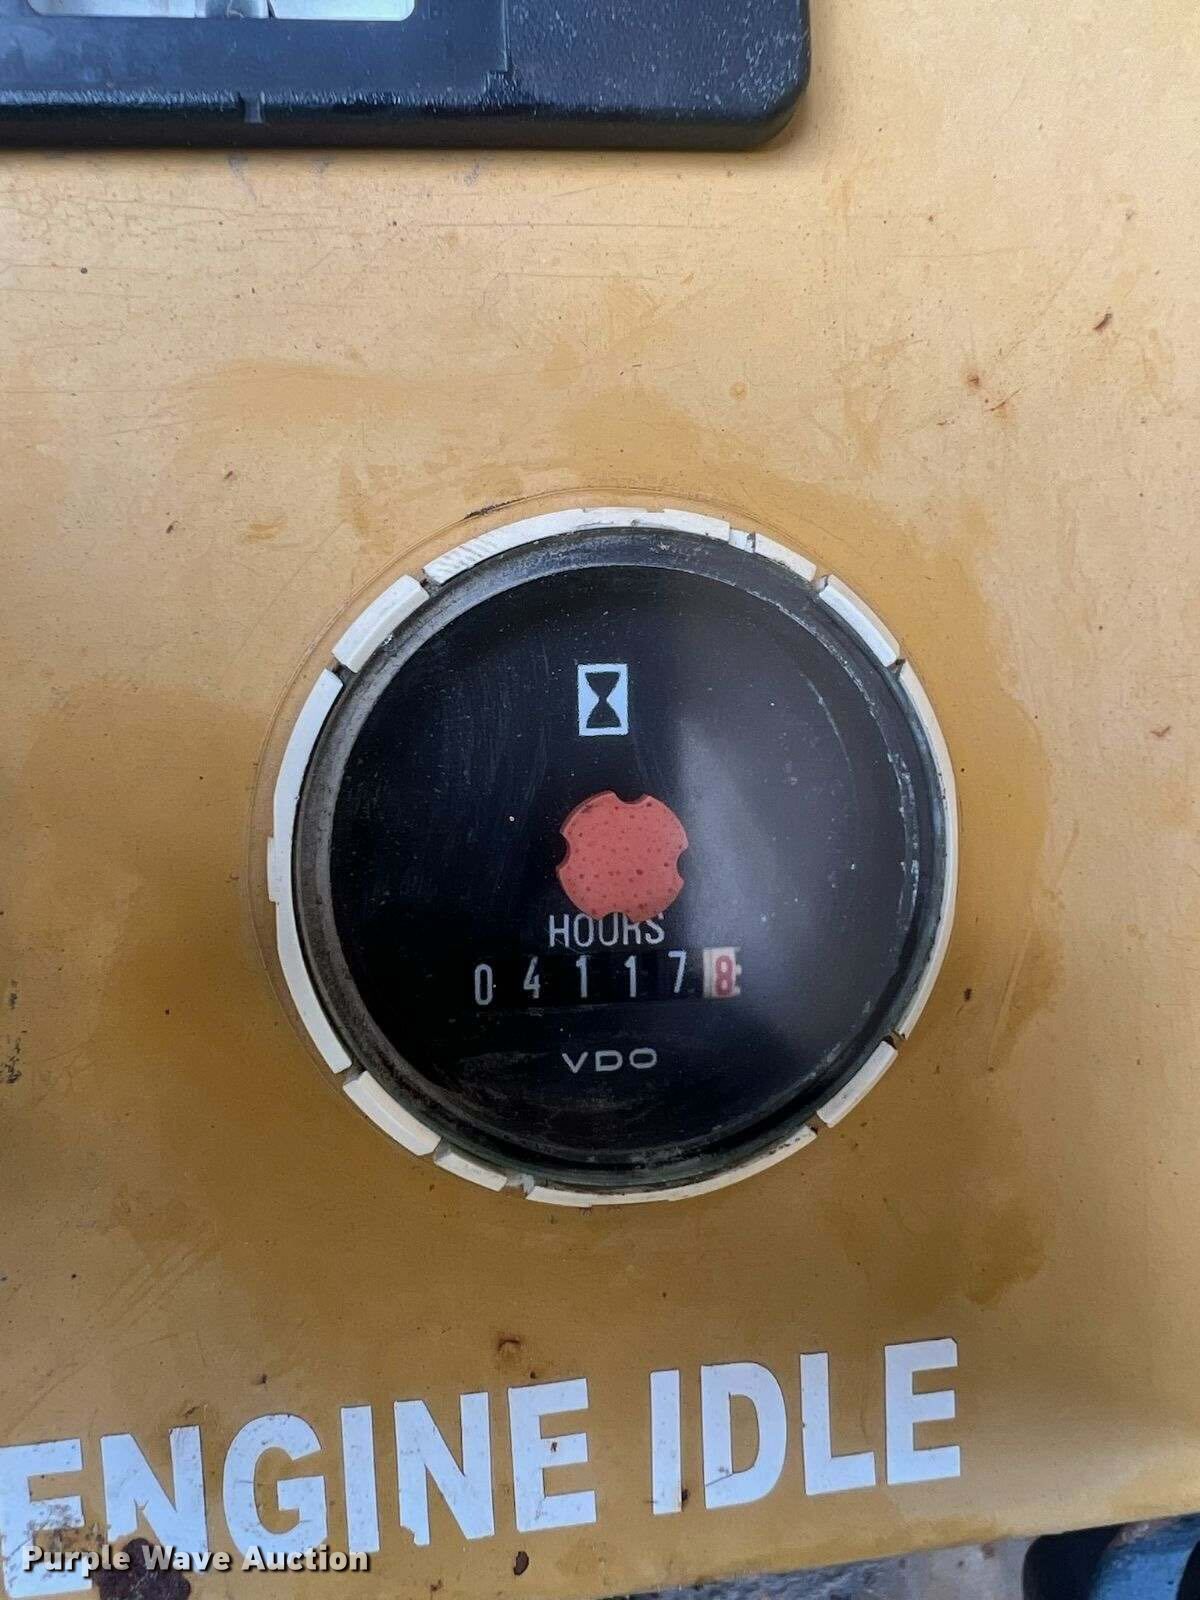 HOURS
041178
VDO
ENGINE IDLE
Purple Wave Auction